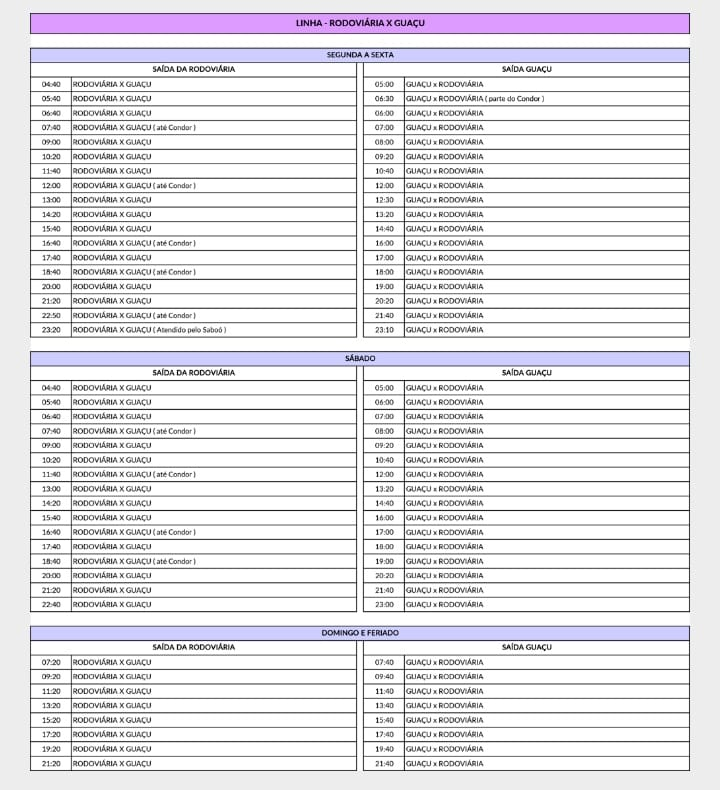 LINHA - RODOVIÁRIA X GUAÇU
SEGUNDA A SEXTA
SAÍDA DA RODOVIÁRIA SAÍDA GUAÇU
04:40 RODOVIÁRIA X GUAÇU 05:00 GUAÇU x RODOVIÁRIA
05:40 RODOVIÁRIA X GUAÇU 06:30 GUAÇU x RODOVIÁRIA ( parte do Condor )
06:40 RODOVIÁRIA X GUAÇU 06:00 GUAÇU x RODOVIÁRIA
07:40 RODOVIÁRIA X GUAÇU ( até Condor ) 07:00 GUAÇU x RODOVIÁRIA
09:00 RODOVIÁRIA X GUAÇU 08:00 GUAÇU x RODOVIÁRIA
10:20 RODOVIÁRIA X GUAÇU 09:20 GUAÇU x RODOVIÁRIA
11:40 RODOVIÁRIA X GUAÇU 10:40 GUAÇU x RODOVIÁRIA
12:00 RODOVIÁRIA X GUAÇU ( até Condor ) 12:00 GUAÇU x RODOVIÁRIA
13:00 RODOVIÁRIA X GUAÇU 12:30 GUAÇU x RODOVIÁRIA
14:20 RODOVIÁRIA X GUAÇU 13:20 GUAÇU x RODOVIÁRIA
15:40 RODOVIÁRIA X GUAÇU 14:40 GUAÇU x RODOVIÁRIA
16:40 RODOVIÁRIA X GUAÇU ( até Condor ) 16:00 GUAÇU x RODOVIÁRIA
17:40 RODOVIÁRIA X GUAÇU 17:00 GUAÇU x RODOVIÁRIA
18:40 RODOVIÁRIA X GUAÇU ( até Condor ) 18:00 GUAÇU x RODOVIÁRIA
20:00 RODOVIÁRIA X GUAÇU 19:00 GUAÇU x RODOVIÁRIA
21:20 RODOVIÁRIA X GUAÇU 20:20 GUAÇU x RODOVIÁRIA
22:50 RODOVIÁRIA X GUAÇU ( até Condor ) 21:40 GUAÇU x RODOVIÁRIA
23:20 RODOVIÁRIA X GUAÇU ( Atendido pelo Saboó ) 23:10 GUAÇU x RODOVIÁRIA
SÁBADO
SAÍDA DA RODOVIÁRIA SAÍDA GUAÇU
04:40 RODOVIÁRIA X GUAÇU 05:00 GUAÇU x RODOVIÁRIA
05:40 RODOVIÁRIA X GUAÇU 06:00 GUAÇU x RODOVIÁRIA
06:40 RODOVIÁRIA X GUAÇU 07:00 GUAÇU x RODOVIÁRIA
07:40 RODOVIÁRIA X GUAÇU ( até Condor ) 08:00 GUAÇU x RODOVIÁRIA
09:00 RODOVIÁRIA X GUAÇU 09:20 GUAÇU x RODOVIÁRIA
10:20 RODOVIÁRIA X GUAÇU 10:40 GUAÇU x RODOVIÁRIA
11:40 RODOVIÁRIA X GUAÇU ( até Condor ) 12:00 GUAÇU x RODOVIÁRIA
13:00 RODOVIÁRIA X GUAÇU 13:20 GUAÇU x RODOVIÁRIA
14:20 RODOVIÁRIA X GUAÇU 14:40 GUAÇU x RODOVIÁRIA
15:40 RODOVIÁRIA X GUAÇU 16:00 GUAÇU x RODOVIÁRIA
16:40 RODOVIÁRIA X GUAÇU ( até Condor ) 17:00 GUAÇU x RODOVIÁRIA
17:40 RODOVIÁRIA X GUAÇU 18:00 GUAÇU x RODOVIÁRIA
18:40 RODOVIÁRIA X GUAÇU ( até Condor ) 19:00 GUAÇU x RODOVIÁRIA
20:00 RODOVIÁRIA X GUAÇU 20:20 GUAÇU x RODOVIÁRIA
21:20 RODOVIÁRIA X GUAÇU 21:40 GUAÇU x RODOVIÁRIA
22:40 RODOVIÁRIA X GUAÇU 23:00 GUAÇU x RODOVIÁRIA
DOMINGO E FERIADO
SAÍDA DA RODOVIÁRIA SAÍDA GUAÇU
07:20 RODOVIÁRIA X GUAÇU 07:40 GUAÇU x RODOVIÁRIA
09:20 RODOVIÁRIA X GUAÇU 09:40 GUAÇU x RODOVIÁRIA
11:20 RODOVIÁRIA X GUAÇU 11:40 GUAÇU x RODOVIÁRIA
13:20 RODOVIÁRIA X GUAÇU 13:40 GUAÇU x RODOVIÁRIA
15:20 RODOVIÁRIA X GUAÇU 15:40 GUAÇU x RODOVIÁRIA
17:20 RODOVIÁRIA X GUAÇU 17:40 GUAÇU x RODOVIÁRIA
19:20 RODOVIÁRIA X GUAÇU 19:40 GUAÇU x RODOVIÁRIA
21:20 RODOVIÁRIA X GUAÇU 21:40 GUAÇU x RODOVIÁRIA